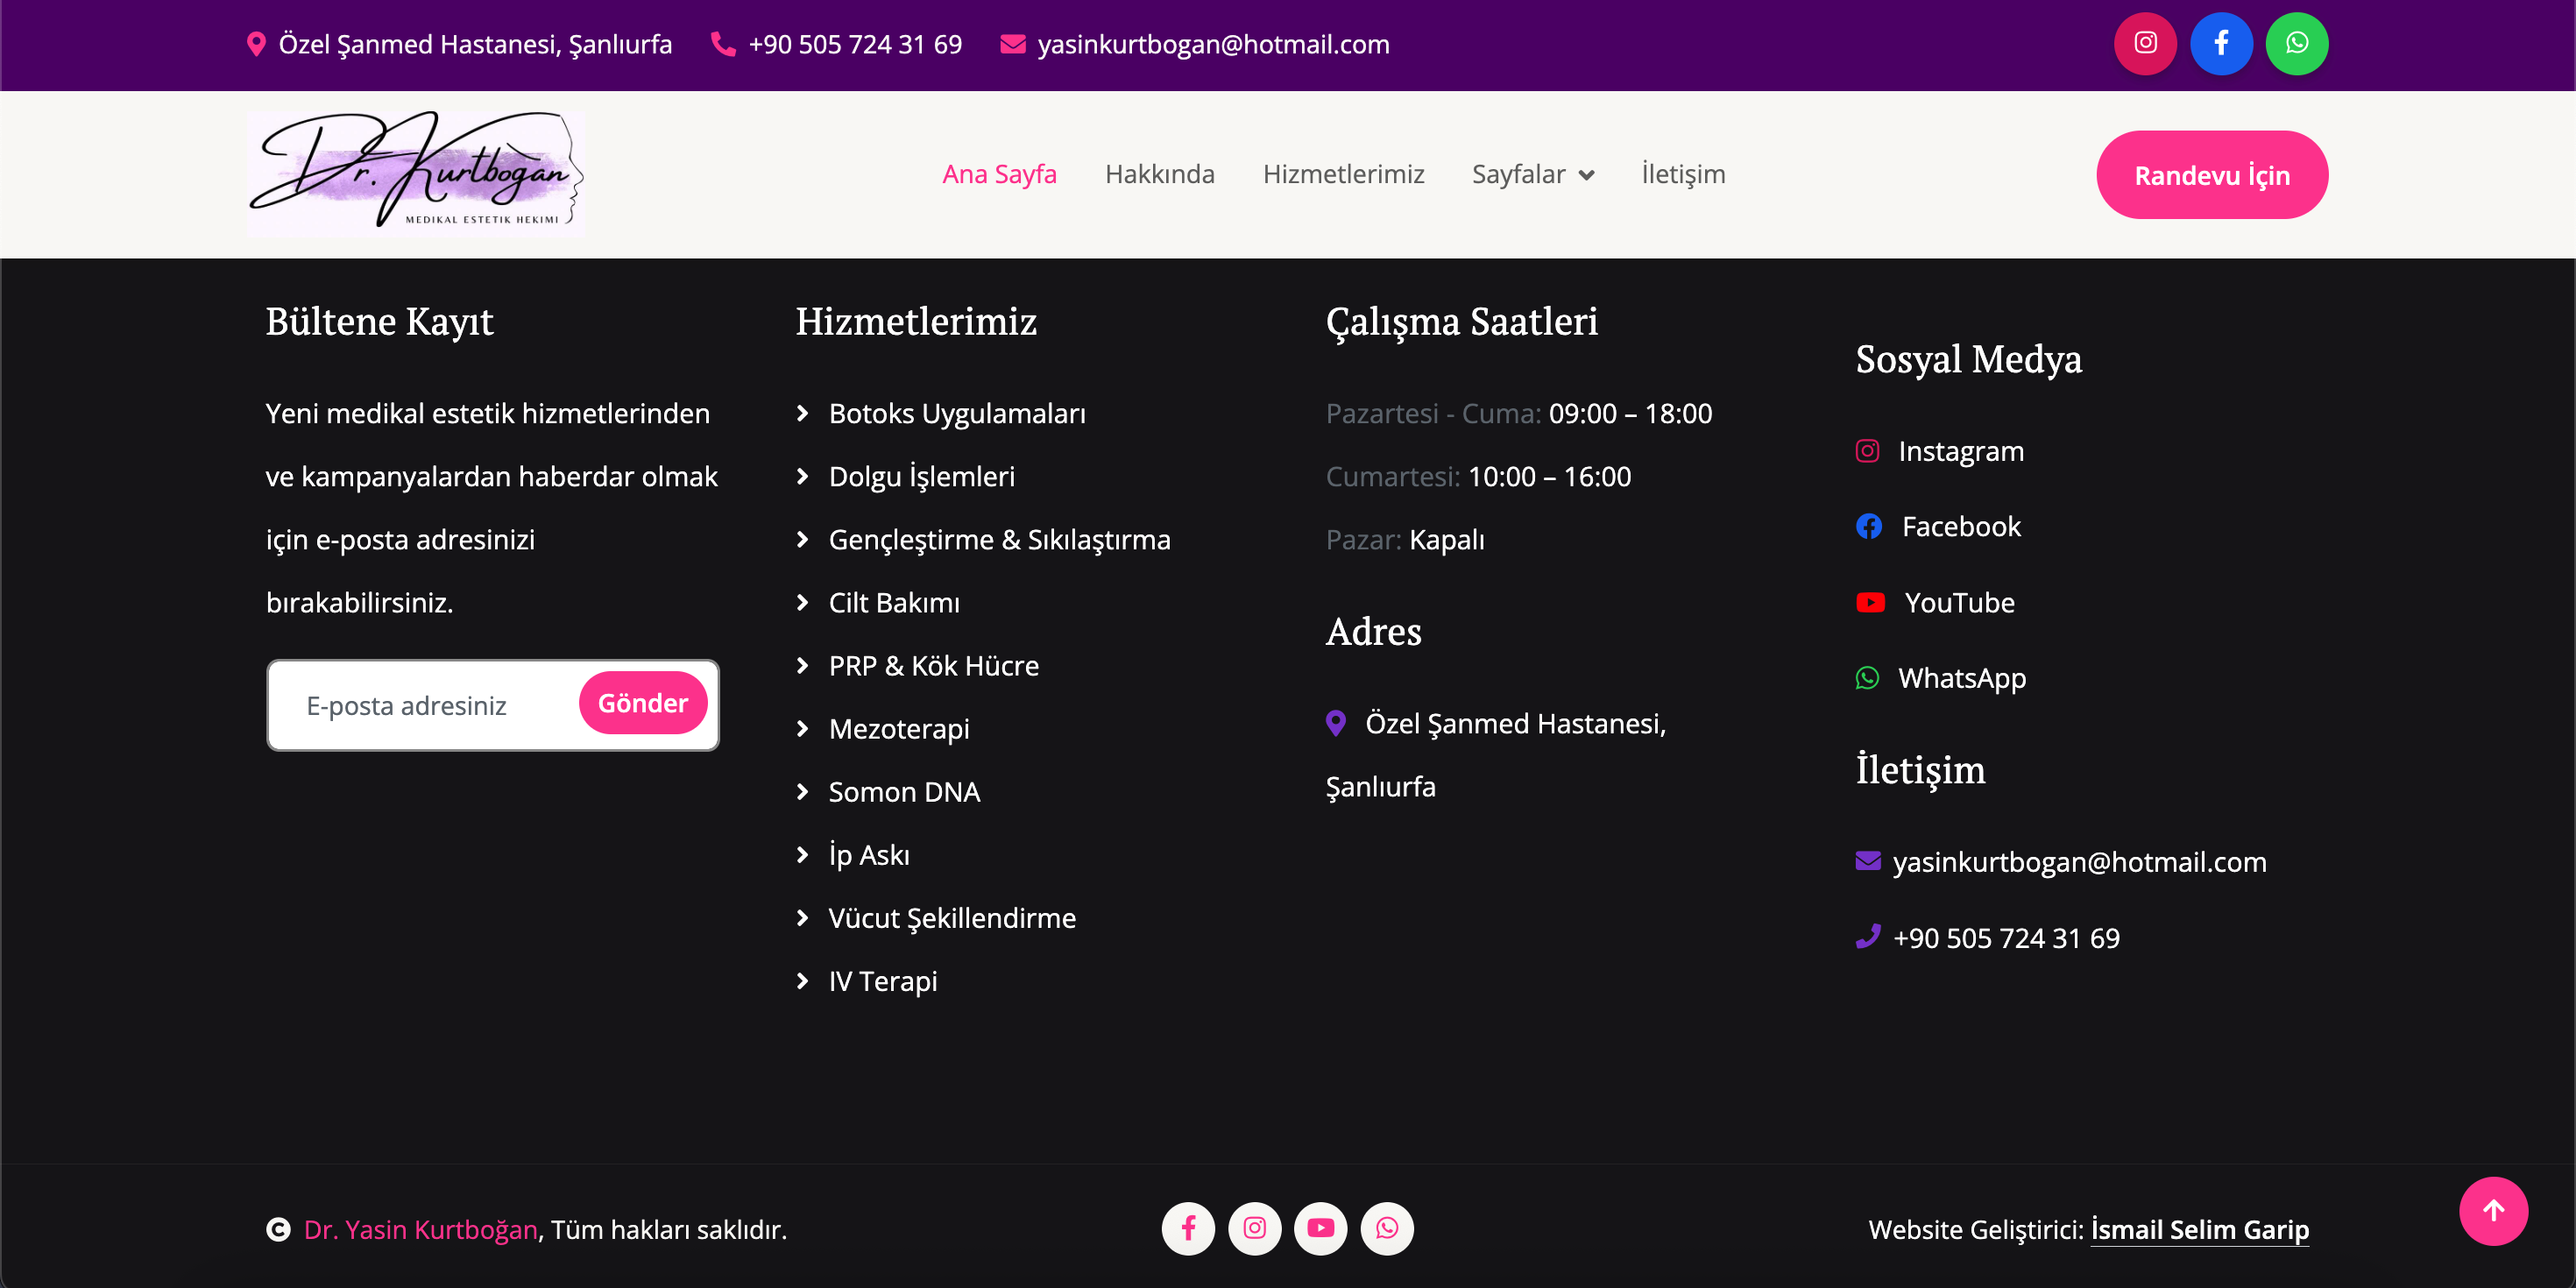 Özel Şanmed Hastanesi, Şanlıurfa +90 505 724 31 69 yasinkurtbogan@hotmail.com
Dr. Kurtboğan
MEDIKAL ESTETIK HEKIMI
Ana Sayfa Hakkında Hizmetlerimiz Sayfalar İletişim
Randevu İçin
Bültene Kayıt
Yeni medikal estetik hizmetlerinden
ve kampanyalardan haberdar olmak
için e-posta adresinizi
bırakabilirsiniz.
E-posta adresiniz
Gönder
Hizmetlerimiz
Botoks Uygulamaları
Dolgu İşlemleri
Gençleştirme & Sıkılaştırma
Cilt Bakımı
PRP & Kök Hücre
Mezoterapi
Somon DNA
İp Askı
Vücut Şekillendirme
IV Terapi
Çalışma Saatleri
Pazartesi - Cuma: 09:00 – 18:00
Cumartesi: 10:00 – 16:00
Pazar: Kapalı
Adres
Özel Şanmed Hastanesi,
Şanlıurfa
Sosyal Medya
Instagram
Facebook
YouTube
WhatsApp
İletişim
yasinkurtbogan@hotmail.com
+90 505 724 31 69
Dr. Yasin Kurtboğan, Tüm hakları saklıdır.
Website Geliştirici: İsmail Selim Garip